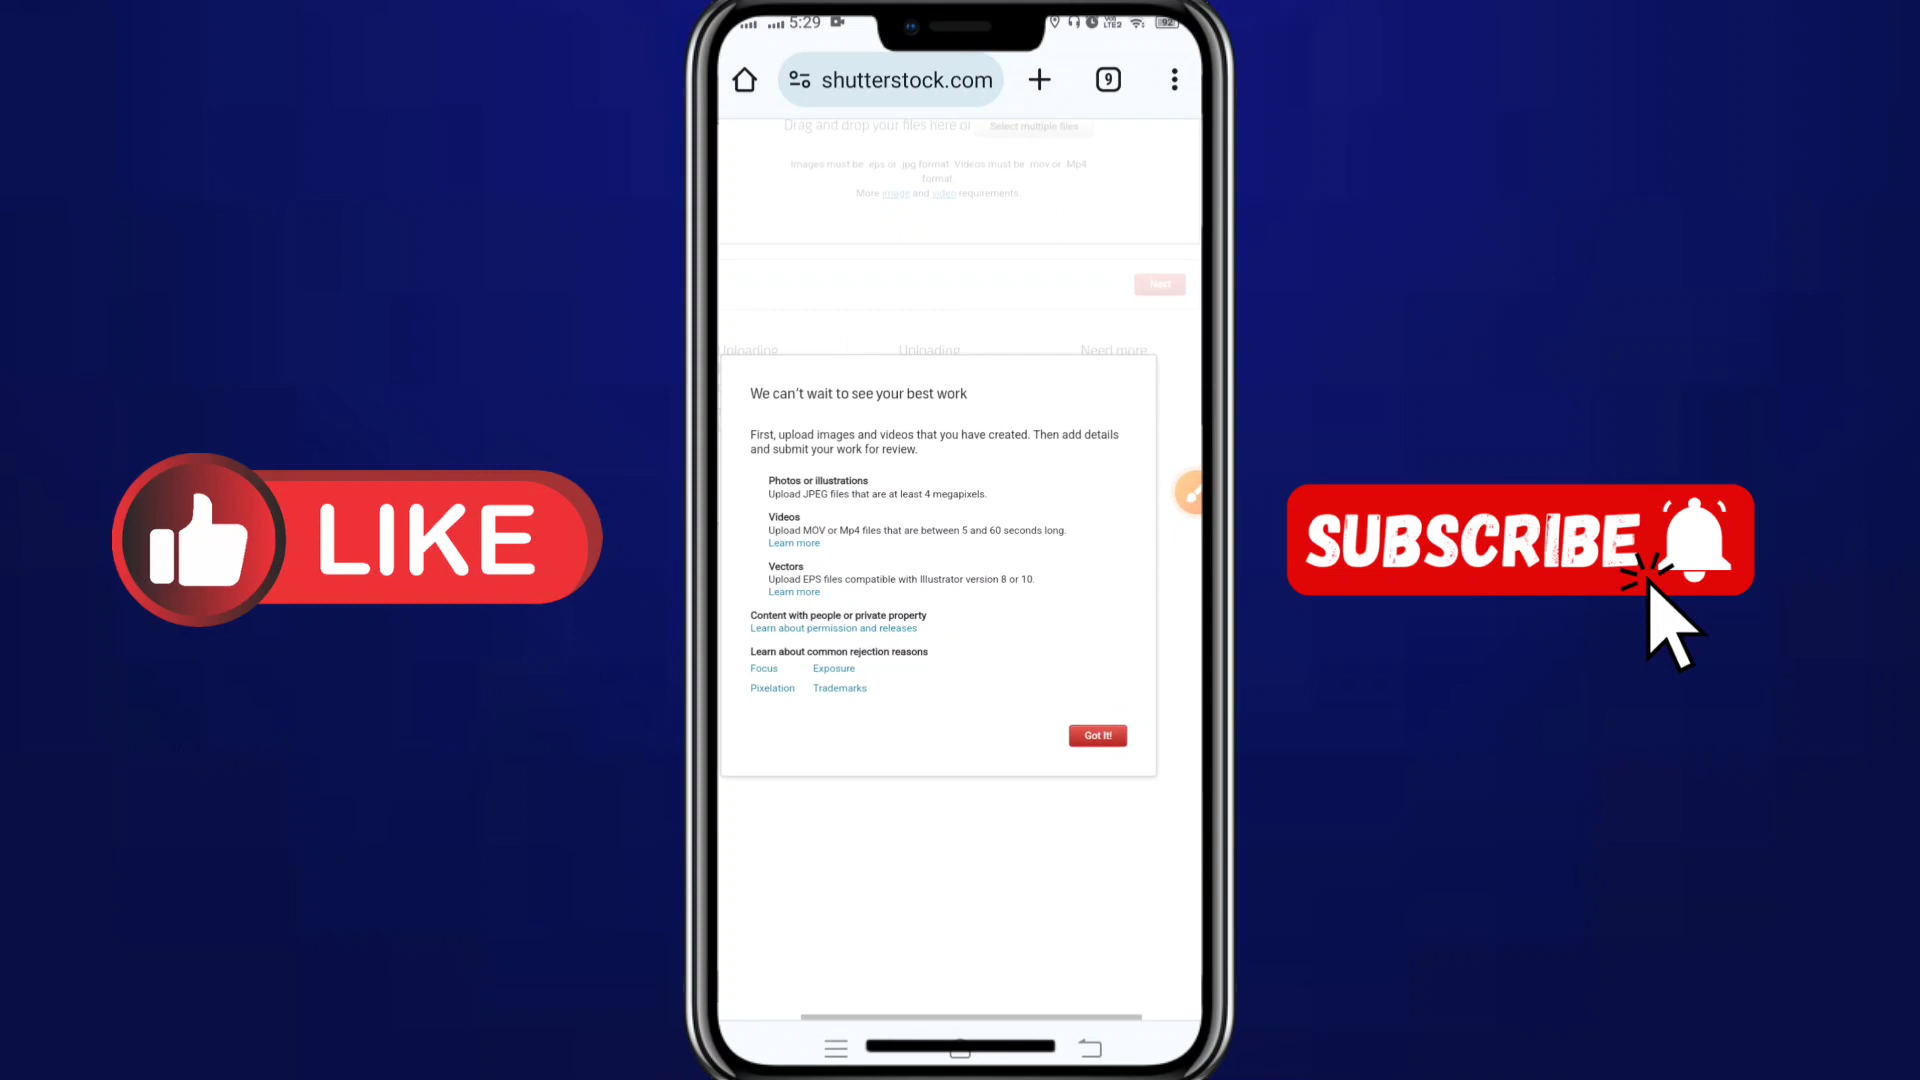 5:29
VoI
LTE2
92
shutterstock.com
9
Drag and drop your files here or
Select multiple files
Images must be .eps or .jpg format. Videos must be .mov or .Mp4
format
More image and video requirements.
Next
Uploading
Uploading
Need more
We can't wait to see your best work
First, upload images and videos that you have created. Then add details
and submit your work for review.
Photos or illustrations
Upload JPEG files that are at least 4 megapixels.
Videos
Upload MOV or Mp4 files that are between 5 and 60 seconds long.
Learn more
Vectors
Upload EPS files compatible with Illustrator version 8 or 10.
Learn more
Content with people or private property
Learn about permission and releases
Learn about common rejection reasons
Focus Exposure
Pixelation Trademarks
Got It!
LIKE
SUBSCRIBE